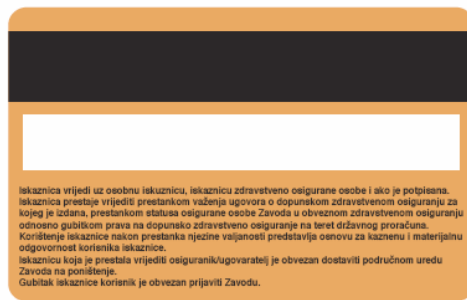 Iskaznica vrijedi uz osobnu iskuznicu, iskaznicu zdravstveno osigurane osobe i ako je potpisana.
Iskaznica prestaje vrijediti prestankom važenja ugovora o dopunskom zdravstvenom osiguranju za
kojeg je izdana, prestankom statusa osigurane osobe Zavoda u obveznom zdravstvenom osiguranju
odnosno gubitkom prava na dopunsko zdravstveno osiguranje na teret državnog proračuna.
Korištenje iskaznice nakon prestanka njezine valjanosti predstavlja osnovu za kaznenu i materijalnu
odgovornost korisnika iskaznice.
Iskaznicu koja je prestala vrijediti osiguranik/ugovaratelj je obvezan dostaviti područnom uredu
Zavoda na poništenje.
Gubitak iskaznice korisnik je obvezan prijaviti Zavodu.